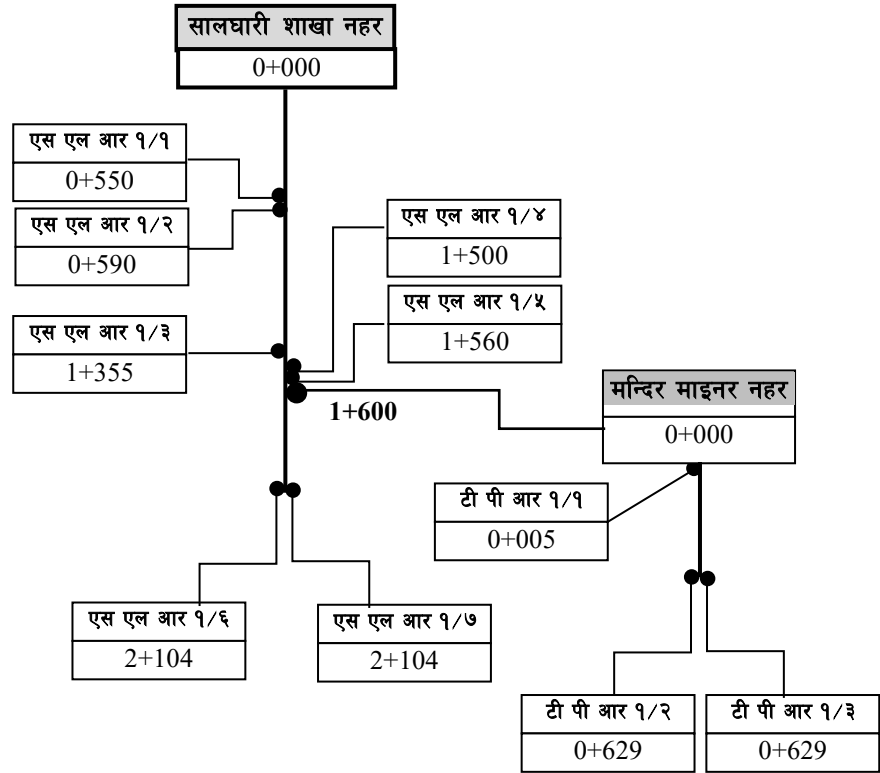 सालघारी शाखा नहर
0+000
एस एल आर १/१
0+550
एस एल आर १/२
0+590
एस एल आर १/४
1+500
एस एल आर १/५
1+560
एस एल आर १/३
1+355
1+600
मन्दिर माइनर नहर
0+000
टी पी आर १/१
0+005
एस एल आर १/६
2+104
एस एल आर १/७
2+104
टी पी आर १/२
0+629
टी पी आर १/३
0+629